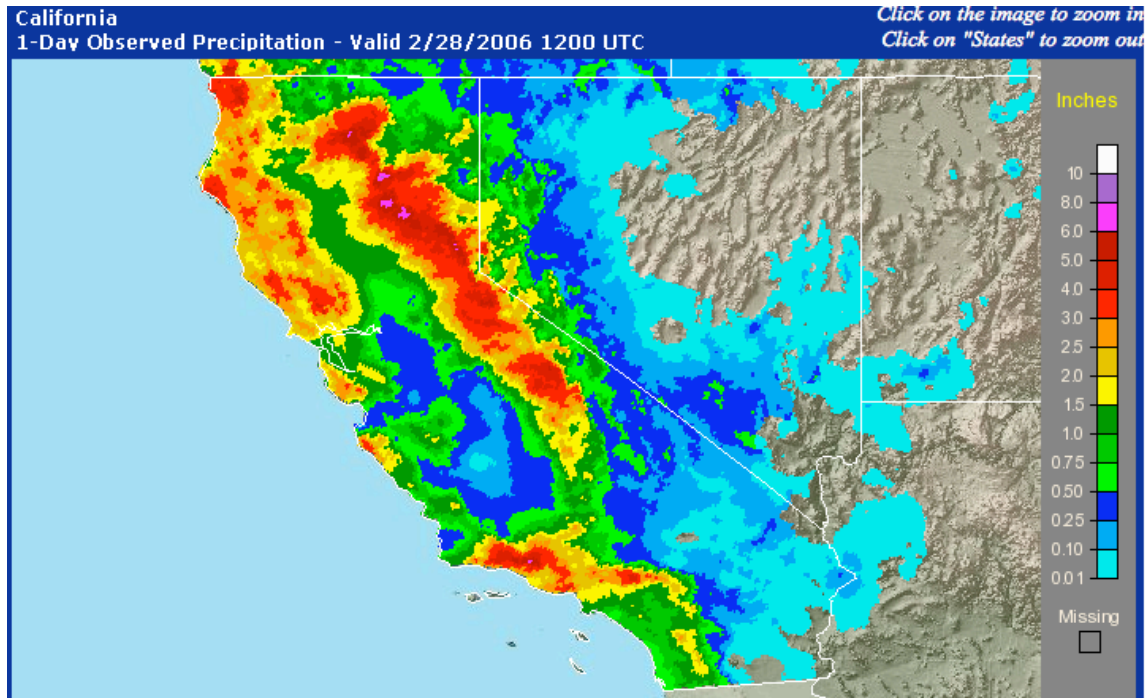 California
1-Day Observed Precipitation - Valid 2/28/2006 1200 UTC
Click on the image to zoom in
Click on "States" to zoom out
Inches
10
8.0
6.0
5.0
4.0
3.0
2.5
2.0
1.5
1.0
0.75
0.50
0.25
0.10
0.01
Missing